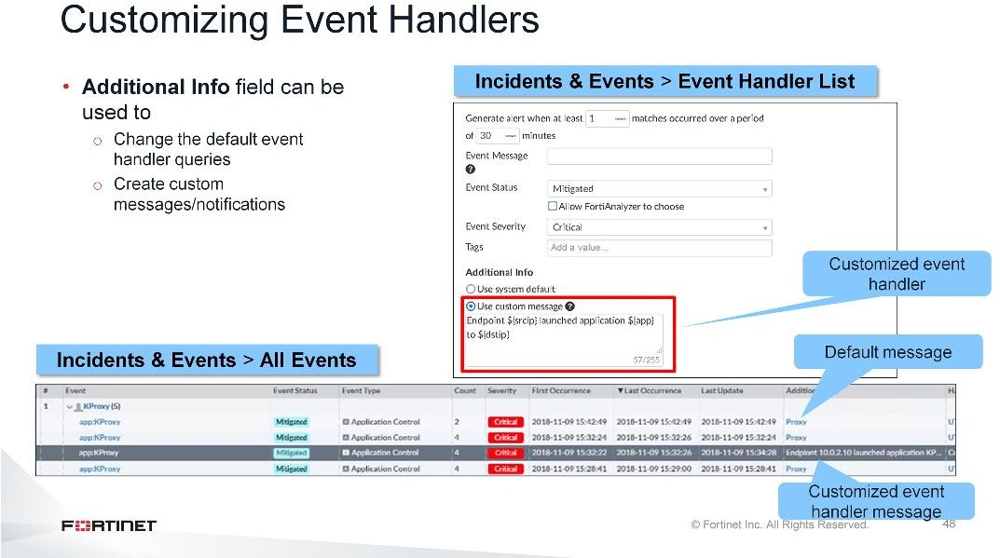 Customizing Event Handlers
• Additional Info field can be
used to
○ Change the default event
handler queries
○ Create custom
messages/notifications
Incidents & Events > Event Handler List
Generate alert when at least 1 matches occurred over a period
of 30 minutes
Event Message
Event Status Mitigated
Allow FortiAnalyzer to choose
Event Severity Critical
Tags Add a value...
Additional Info
Use system default
Use custom message
Endpoint ${srcip} launched application ${app}
to ${dstip}
57/255
Customized event
handler
Default message
Incidents & Events > All Events
# Event Event Status Event Type Count Severity First Occurrence ▼Last Occurrence Last Update Addition
1 KProxy (5)
app:KProxy Mitigated Application Control 2 Critical 2018-11-09 15:42:49 2018-11-09 15:42:49 2018-11-09 15:42:49 Proxy
app:KProxy Mitigated Application Control 4 Critical 2018-11-09 15:32:24 2018-11-09 15:32:26 2018-11-09 15:32:24 Proxy
app:KProxy Mitigated Application Control 4 Critical 2018-11-09 15:32:22 2018-11-09 15:32:26 2018-11-09 15:34:28 Endpiont 10.0.2.10 launched application KP...
app:KProxy Mitigated Application Control 4 Critical 2018-11-09 15:28:41 2018-11-09 15:29:00 2018-11-09 15:28:41 Proxy
Customized event
handler message
FORTINET
© Fortinet Inc. All Rights Reserved. 48